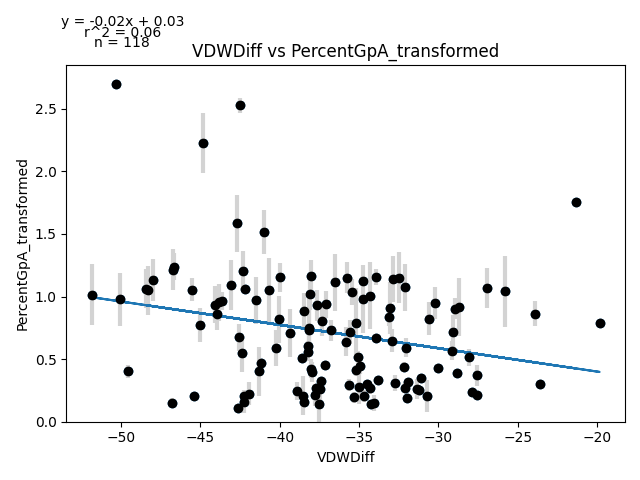 y = -0.02x + 0.03
r^2 = 0.06
n = 118
VDWDiff vs PercentGpA_transformed
PercentGpA_transformed
2.5
2.0
1.5
1.0
0.5
0.0
−50
−45
−40
−35
−30
−25
−20
VDWDiff